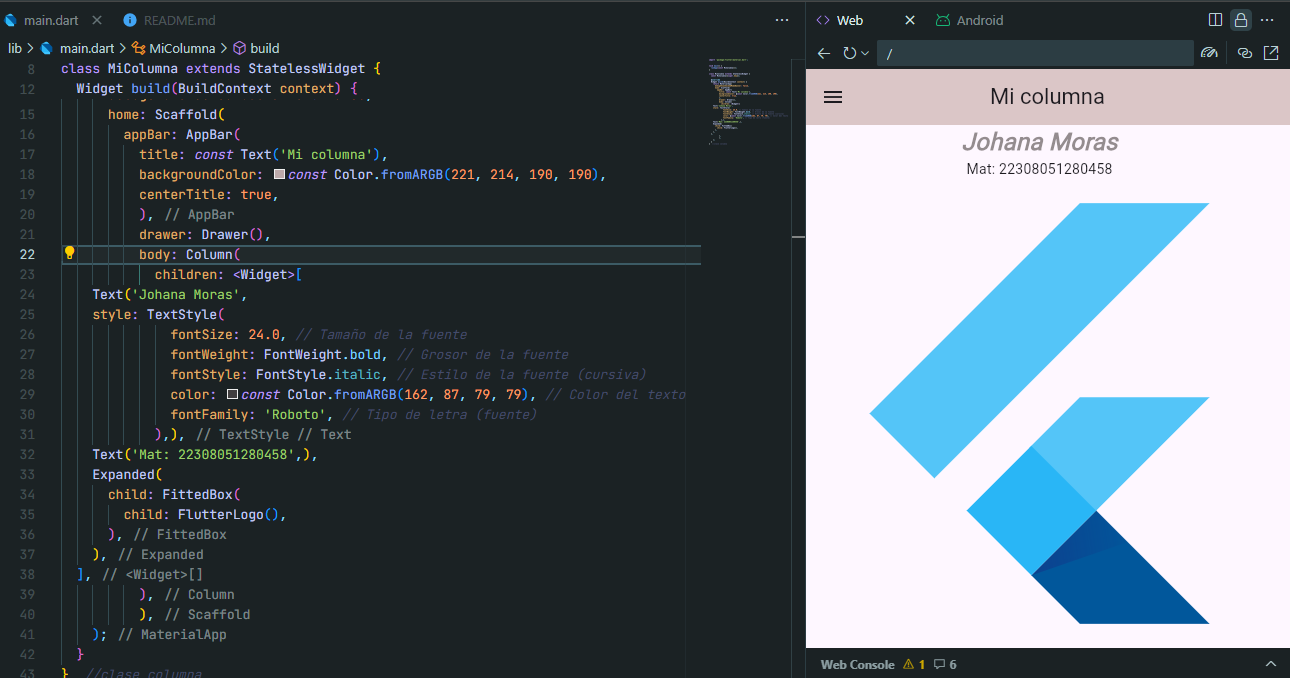 main.dart
README.md
lib > main.dart > MiColumna > build
8 class MiColumna extends StatelessWidget {
12 Widget build(BuildContext context) {
15 home: Scaffold(
16 appBar: AppBar(
17 title: const Text('Mi columna'),
18 backgroundColor: const Color.fromARGB(221, 214, 190, 190),
19 centerTitle: true,
20 ), // AppBar
21 drawer: Drawer(),
22 body: Column(
23 children: <Widget>[
24 Text('Johana Moras',
25 style: TextStyle(
26 fontSize: 24.0, // Tamaño de la fuente
27 fontWeight: FontWeight.bold, // Grosor de la fuente
28 fontStyle: FontStyle.italic, // Estilo de la fuente (cursiva)
29 color: const Color.fromARGB(162, 87, 79, 79), // Color del texto
30 fontFamily: 'Roboto', // Tipo de letra (fuente)
31 ),), // TextStyle // Text
32 Text('Mat: 22308051280458',),
33 Expanded(
34 child: FittedBox(
35 child: FlutterLogo(),
36 ), // FittedBox
37 ), // Expanded
38 ], // <Widget>[]
39 ), // Column
40 ), // Scaffold
41 ); // MaterialApp
42 }
43 } //clase columna
Web
Android
/
Mi columna
Johana Moras
Mat: 22308051280458
Web Console 1 6